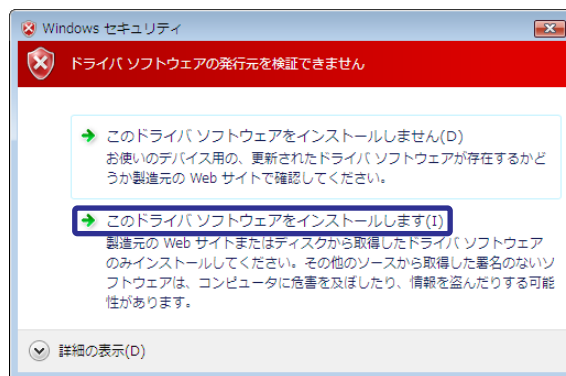 Windows セキュリティ
ドライバ ソフトウェアの発行元を検証できません
このドライバ ソフトウェアをインストールしません(D)
お使いのデバイス用の、更新されたドライバ ソフトウェアが存在するかど
うか製造元の Web サイトで確認してください。
このドライバ ソフトウェアをインストールします(I)
製造元の Web サイトまたはディスクから取得したドライバ ソフトウェア
のみインストールしてください。その他のソースから取得した署名のないソ
フトウェアは、コンピュータに危害を及ぼしたり、情報を盗んだりする可能
性があります。
詳細の表示(D)